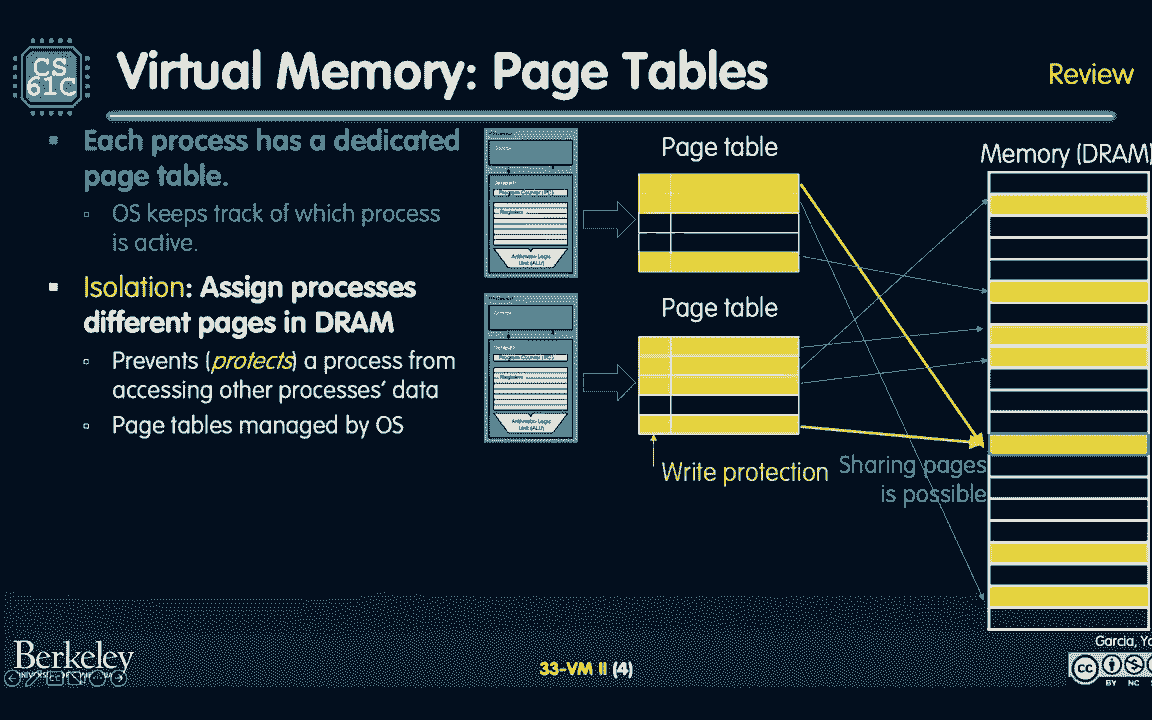 CS
61C
Virtual Memory: Page Tables
Review
▪ Each process has a dedicated
page table.
▫ OS keeps track of which process
is active.
▪ Isolation: Assign processes
different pages in DRAM
▫ Prevents (protects) a process from
accessing other processes’ data
▫ Page tables managed by OS
Program Counter (PC)
Registers
Arithmetic-Logic
Unit (ALU)
Program Counter (PC)
Registers
Arithmetic-Logic
Unit (ALU)
Page table
Page table
Write protection
Memory (DRAM)
Sharing pages
is possible
Berkeley
33-VM II (4)
Garcia,
cc
BY NC